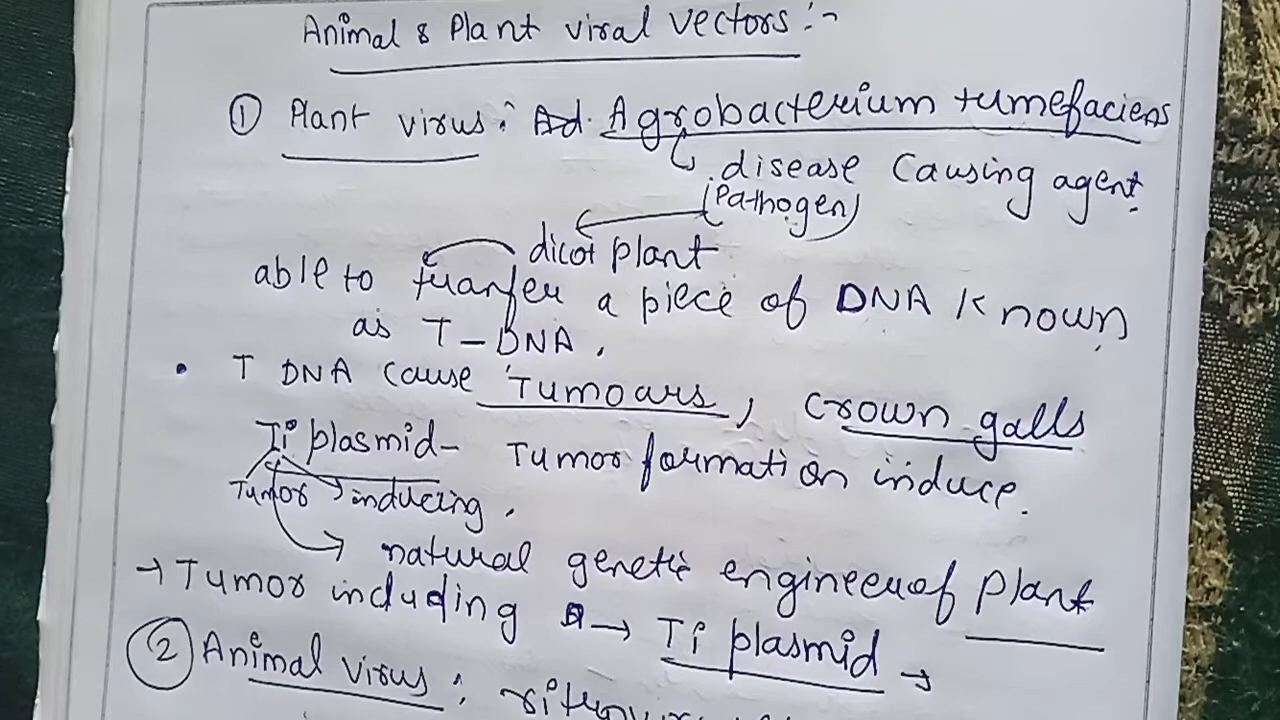 Animal & Plant viral vectors :-
① Plant virus : Ad. Agrobacterium tumefaciens
disease causing agent.
(Pathogen)
dicot plant
able to tranfer a piece of DNA known
as T-DNA.
• T DNA cause Tumoars, crown galls
Ti plasmid- Tumor formation induce.
Tumor inducing.
natural genetic engineer of plant
→ Tumor including → Ti plasmid →
② Animal virus :